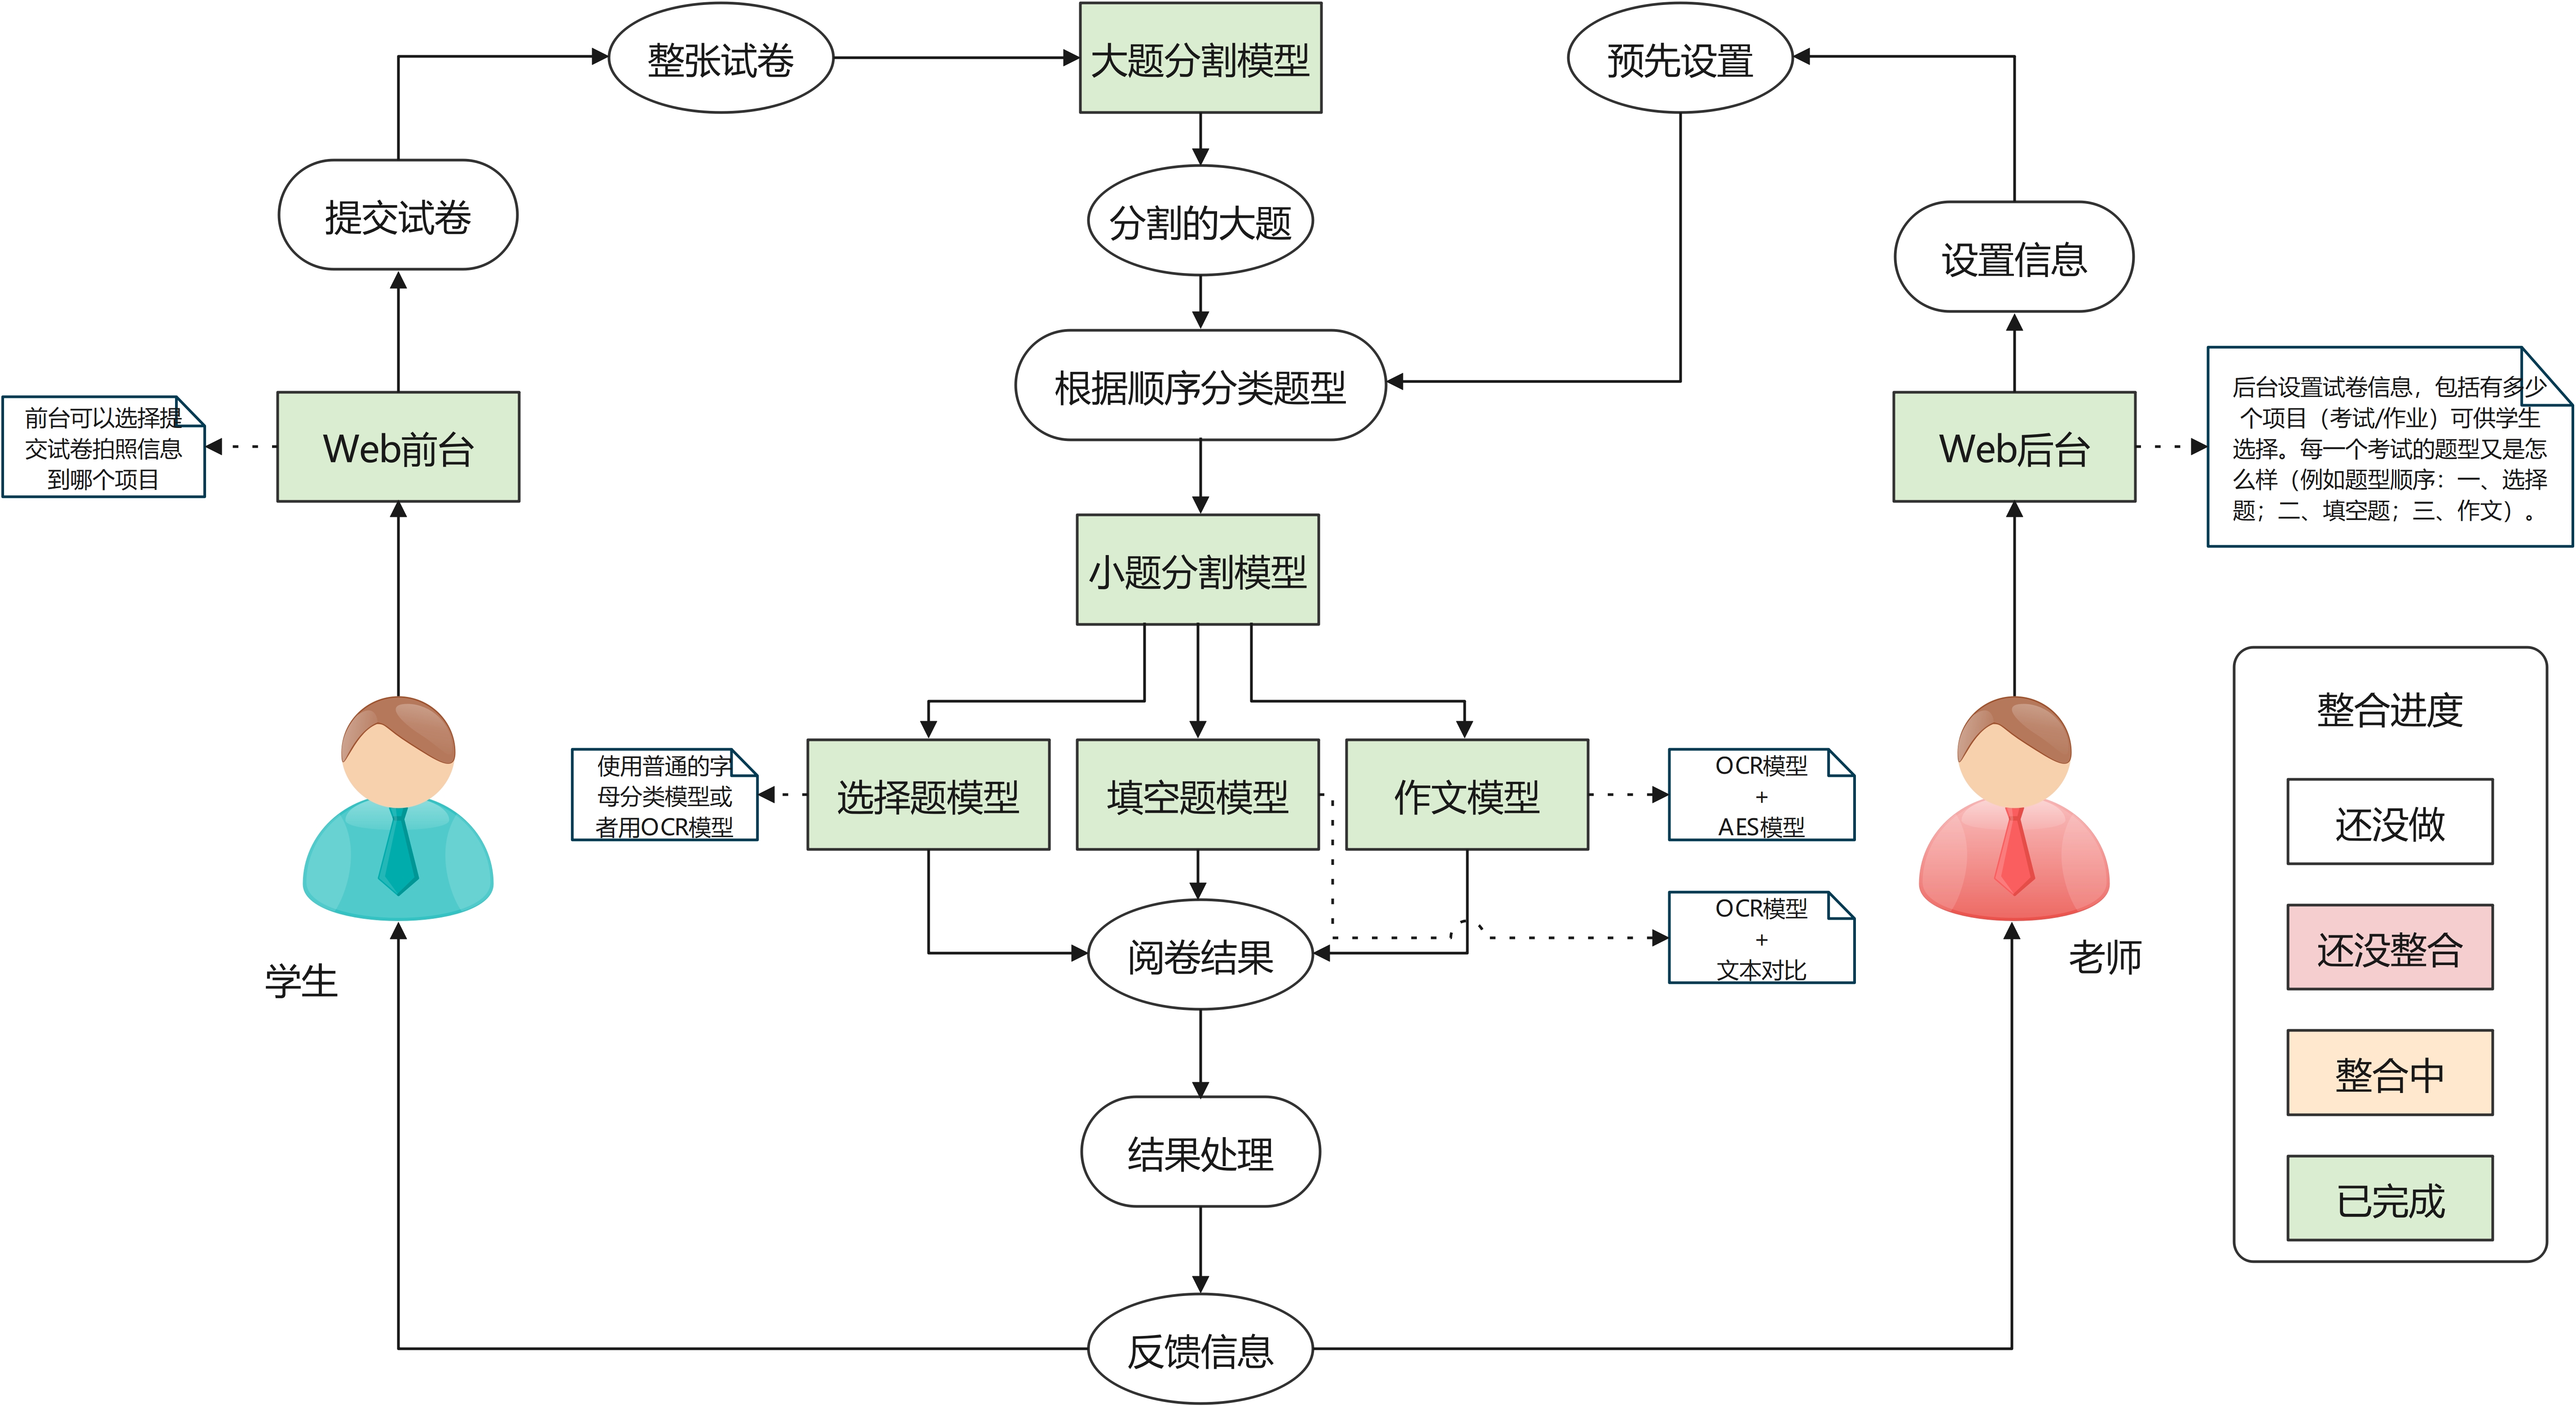 整张试卷
大题分割模型
预先设置
提交试卷
分割的大题
设置信息
根据顺序分类题型
前台可以选择提
交试卷拍照信息
到哪个项目
Web前台
Web后台
后台设置试卷信息，包括有多少
个项目（考试/作业）可供学生
选择。每一个考试的题型又是怎
么样（例如题型顺序：一、选择
题；二、填空题；三、作文）。
小题分割模型
使用普通的字
母分类模型或
者用OCR模型
选择题模型
填空题模型
作文模型
OCR模型
+
AES模型
OCR模型
+
文本对比
阅卷结果
学生
老师
结果处理
反馈信息
整合进度
还没做
还没整合
整合中
已完成